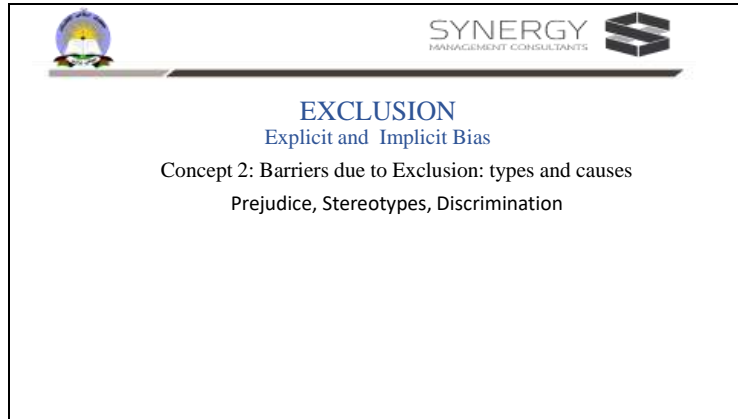 SYNERGY
MANAGEMENT CONSULTANTS
EXCLUSION
Explicit and Implicit Bias
Concept 2: Barriers due to Exclusion: types and causes
Prejudice, Stereotypes, Discrimination